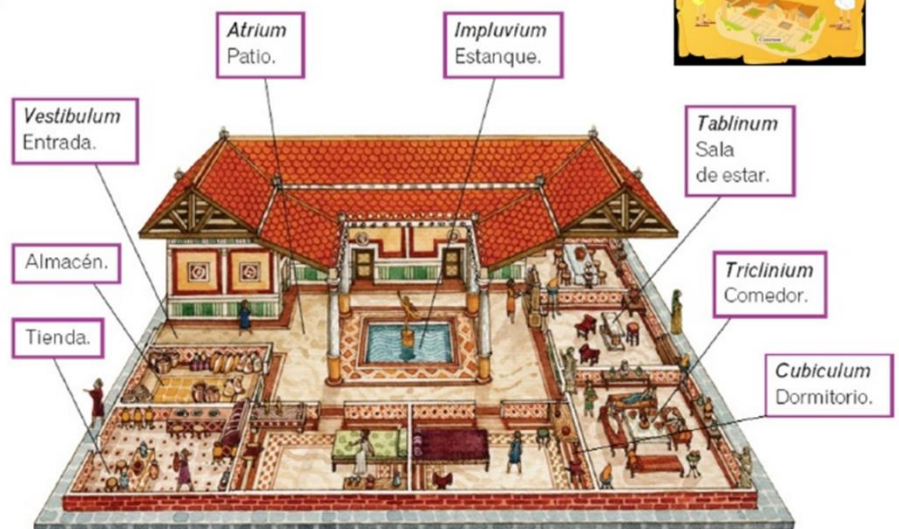 Atrium
Patio.
Impluvium
Estanque.
Vestibulum
Entrada.
Tablinum
Sala
de estar.
Almacén.
Triclinium
Comedor.
Tienda.
Cubiculum
Dormitorio.